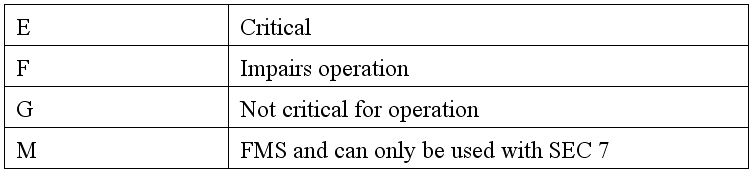 E Critical
F Impairs operation
G Not critical for operation
M FMS and can only be used with SEC 7